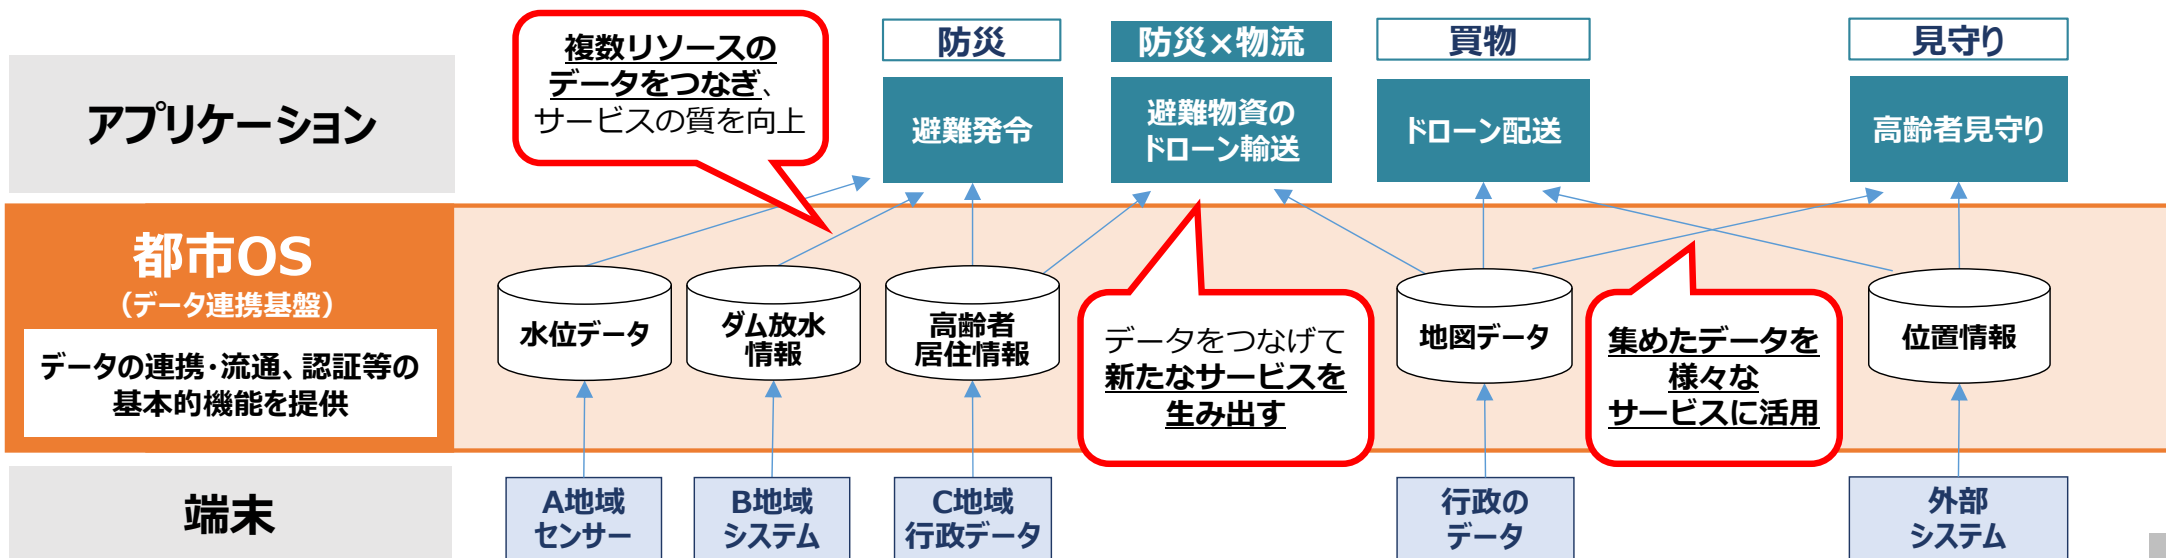 アプリケーション
複数リソースの
データをつなぎ、
サービスの質を向上
防災
避難発令
防災×物流
避難物資の
ドローン輸送
買物
ドローン配送
見守り
高齢者見守り
都市OS
（データ連携基盤）
データの連携・流通、認証等の
基本的機能を提供
水位データ
ダム放水
情報
高齢者
居住情報
データをつなげて
新たなサービスを
生み出す
地図データ
集めたデータを
様々な
サービスに活用
位置情報
端末
A地域
センサー
B地域
システム
C地域
行政データ
行政の
データ
外部
システム